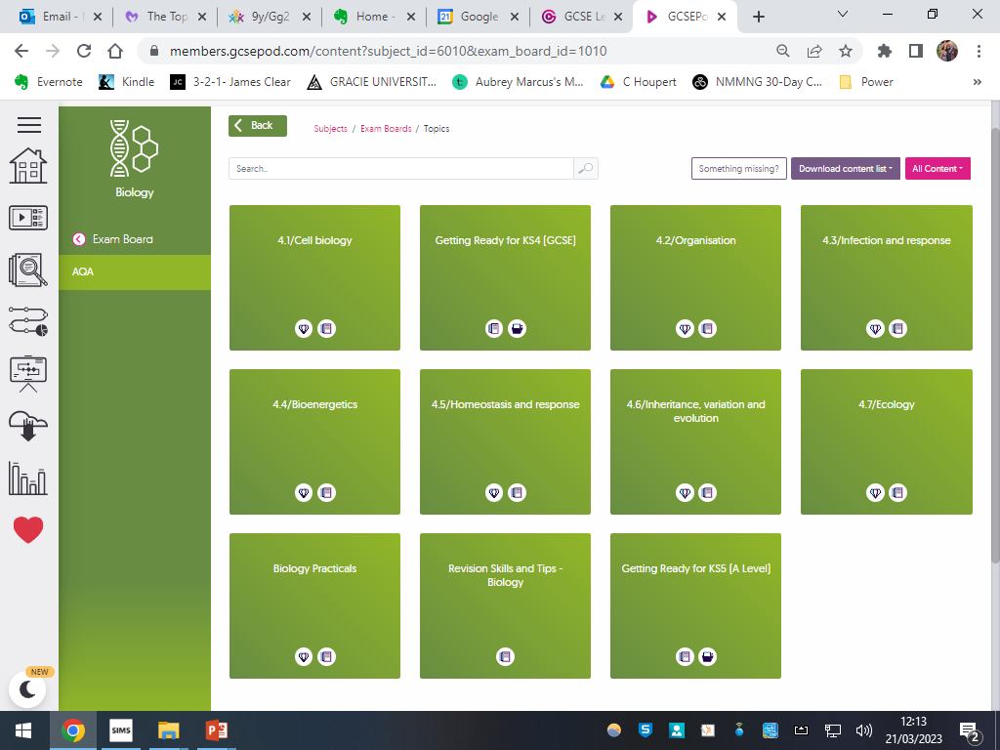 Email -
The Top
9y/Gg2
Home -
Google
GCSE Le
GCSEPo
members.gcsepod.com/content?subject_id=6010&exam_board_id=1010
Evernote
Kindle
3-2-1- James Clear
GRACIE UNIVERSIT...
Aubrey Marcus's M...
C Houpert
NMMNG 30-Day C...
Power
»
Back
Subjects / Exam Boards / Topics
Biology
Search..
Something missing?
Download content list
All Content
Exam Board
AQA
4.1/Cell biology
Getting Ready for KS4 (GCSE)
4.2/Organisation
4.3/Infection and response
4.4/Bioenergetics
4.5/Homeostasis and response
4.6/Inheritance, variation and
evolution
4.7/Ecology
Biology Practicals
Revision Skills and Tips -
Biology
Getting Ready for KS5 (A Level)
NEW
SIMS
12:13
21/03/2023
2